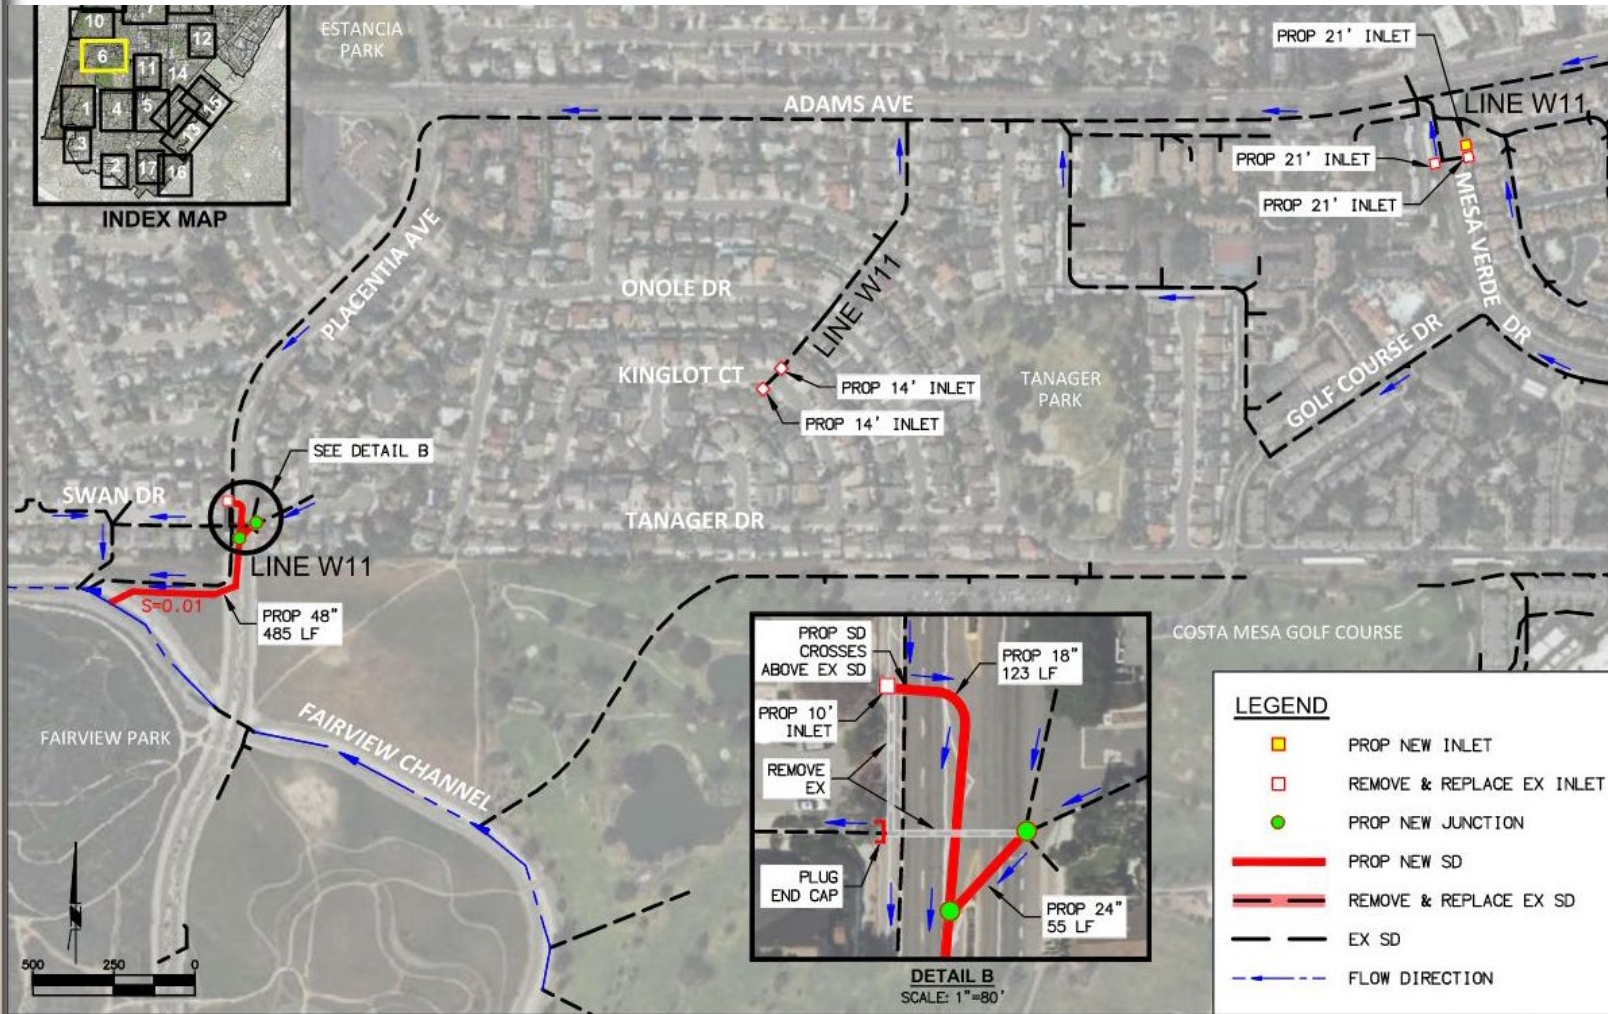 10
7
12
6
11
14
1
4
5
15
13
3
2
17
16
INDEX MAP
ESTANCIA
PARK
ADAMS AVE
PROP 21' INLET
LINE W11
PROP 21' INLET
PROP 21' INLET
MESA VERDE DR
PLACENTIA AVE
ONOLE DR
LINE W11
KINGLOT CT
PROP 14' INLET
PROP 14' INLET
TANAGER
PARK
GOLF COURSE DR
SEE DETAIL B
SWAN DR
TANAGER DR
LINE W11
S=0.01
PROP 48"
485 LF
FAIRVIEW PARK
FAIRVIEW CHANNEL
COSTA MESA GOLF COURSE
PROP SD
CROSSES
ABOVE EX SD
PROP 18"
123 LF
PROP 10'
INLET
REMOVE
EX
PLUG
END CAP
PROP 24"
55 LF
DETAIL B
SCALE: 1"=80'
N
500 250 0
LEGEND
PROP NEW INLET
REMOVE & REPLACE EX INLET
PROP NEW JUNCTION
PROP NEW SD
REMOVE & REPLACE EX SD
EX SD
FLOW DIRECTION